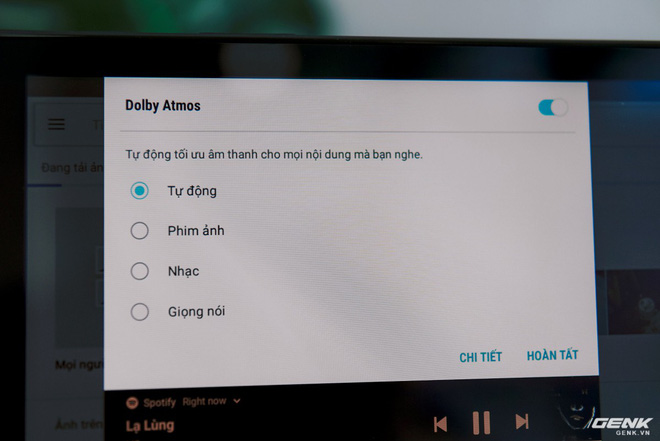 Dolby Atmos
Tự động tối ưu âm thanh cho mọi nội dung mà bạn nghe.
Đang tải
Tự động
Phim ảnh
Nhạc
Giọng nói
CHI TIẾT
HOÀN TẤT
Mọi
Spotify Right now
Lạ Lùng
Ảnh trên
GENK
GENK.VN